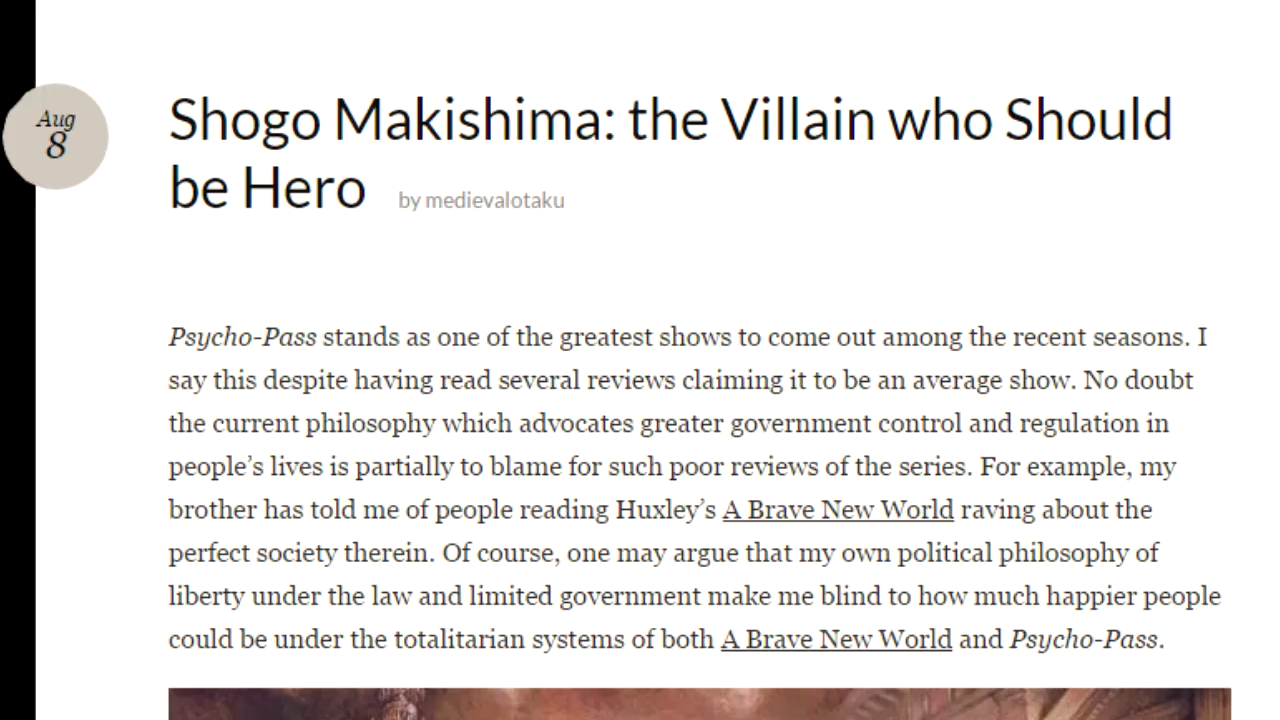 Aug
8
Shogo Makishima: the Villain who Should
be Hero by medievalotaku
Psycho-Pass stands as one of the greatest shows to come out among the recent seasons. I
say this despite having read several reviews claiming it to be an average show. No doubt
the current philosophy which advocates greater government control and regulation in
people’s lives is partially to blame for such poor reviews of the series. For example, my
brother has told me of people reading Huxley’s A Brave New World raving about the
perfect society therein. Of course, one may argue that my own political philosophy of
liberty under the law and limited government make me blind to how much happier people
could be under the totalitarian systems of both A Brave New World and Psycho-Pass.